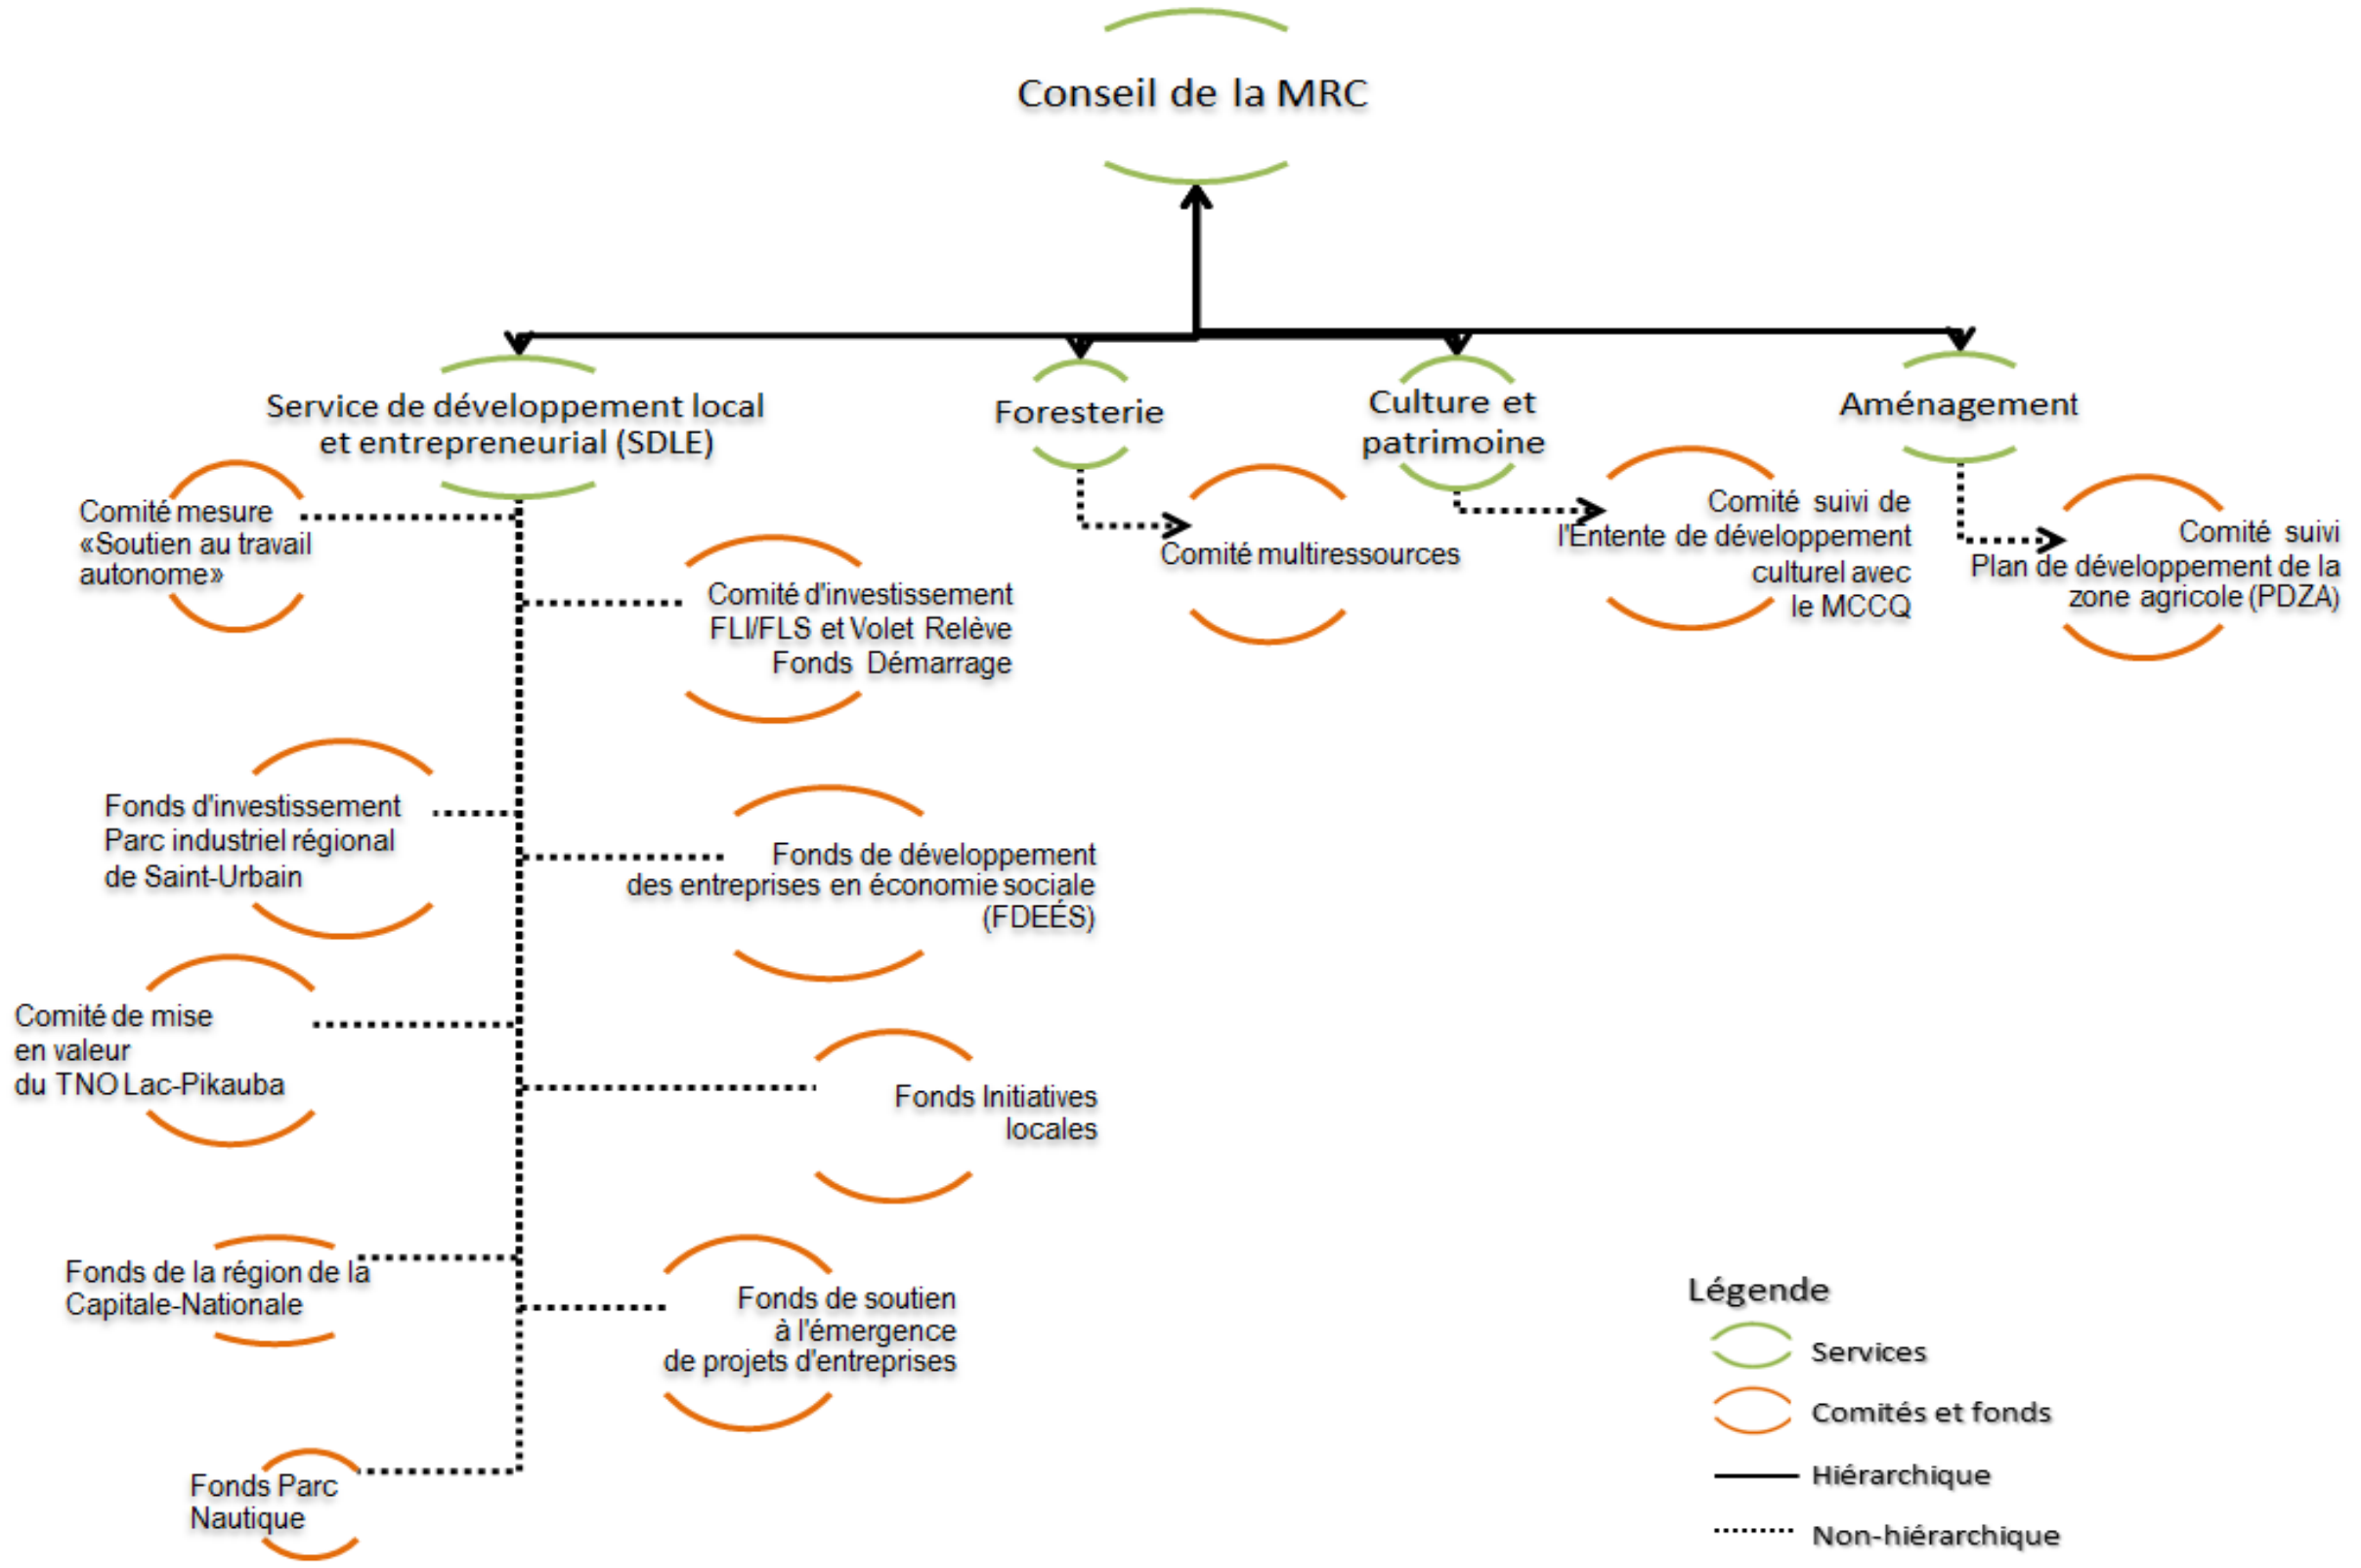 Conseil de la MRC
Service de développement local
et entrepreneurial (SDLE)
Foresterie
Culture et
patrimoine
Aménagement
Comité mesure
«Soutien au travail
autonome»
Comité d'investissement
FLI/FLS et Volet Relève
Fonds Démarrage
Comité multiressources
Comité suivi de
l'Entente de développement
culturel avec
le MCCQ
Comité suivi
Plan de développement de la
zone agricole (PDZA)
Fonds d'investissement
Parc industriel régional
de Saint-Urbain
Fonds de développement
des entreprises en économie sociale
(FDEÉS)
Comité de mise
en valeur
du TNO Lac-Pikauba
Fonds Initiatives
locales
Fonds de la région de la
Capitale-Nationale
Fonds de soutien
à l'émergence
de projets d'entreprises
Fonds Parc
Nautique
Légende
Services
Comités et fonds
Hiérarchique
Non-hiérarchique